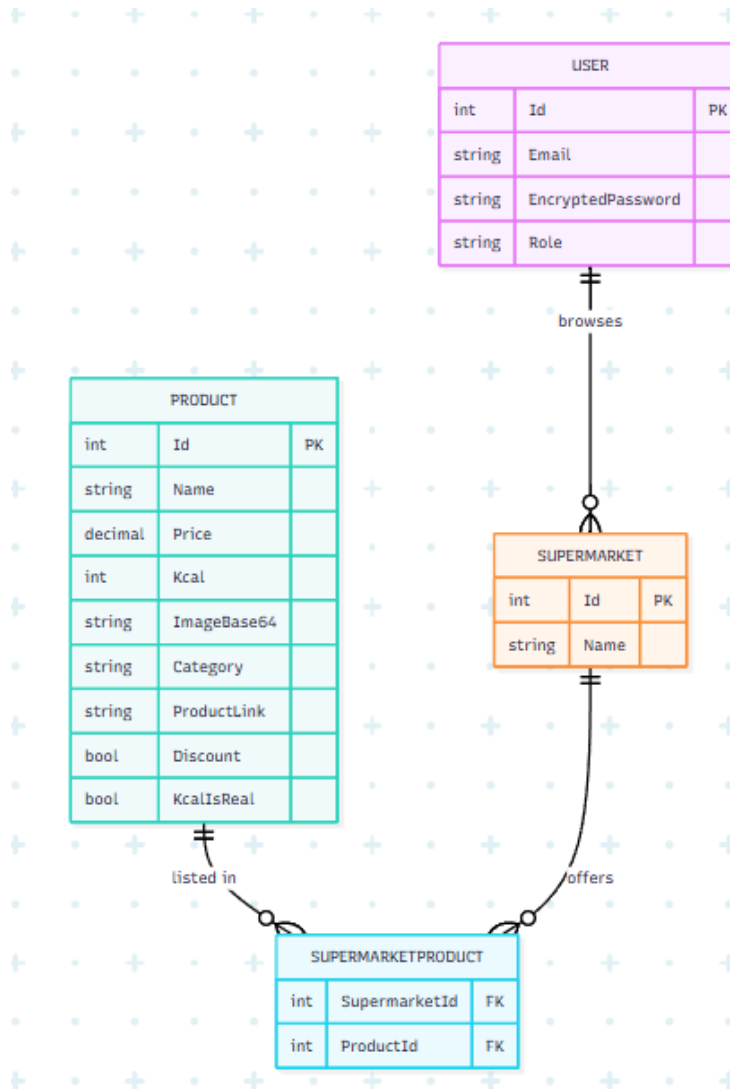 USER
int Id PK
string Email
string EncryptedPassword
string Role
browses
PRODUCT
int Id PK
string Name
decimal Price
int Kcal
string ImageBase64
string Category
string ProductLink
bool Discount
bool KcalIsReal
SUPERMARKET
int Id PK
string Name
listed in
offers
SUPERMARKETPRODUCT
int SupermarketId FK
int ProductId FK